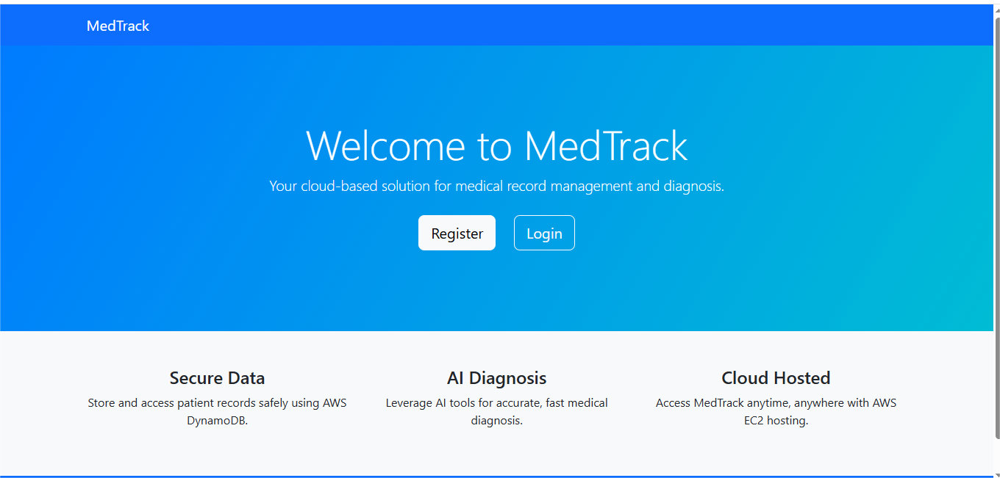 MedTrack
Welcome to MedTrack
Your cloud-based solution for medical record management and diagnosis.
Register
Login
Secure Data
Store and access patient records safely using AWS
DynamoDB.
AI Diagnosis
Leverage AI tools for accurate, fast medical
diagnosis.
Cloud Hosted
Access MedTrack anytime, anywhere with AWS
EC2 hosting.